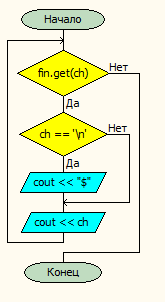 Начало
fin.get(ch)
Нет
Да
ch == '\n'
Нет
Да
cout << "$"
cout << ch
Конец